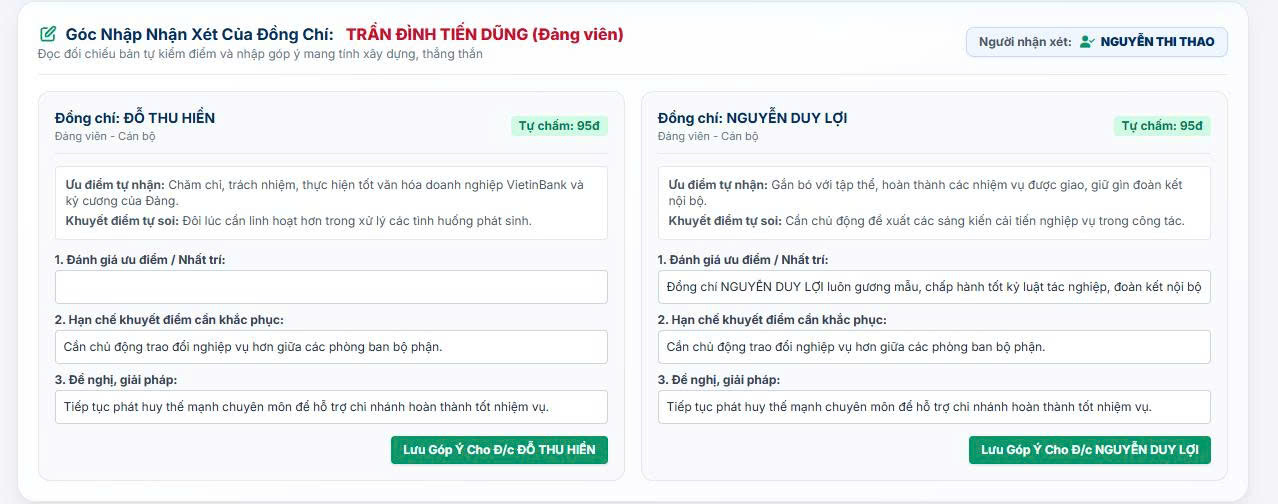 Góc Nhập Nhận Xét Của Đồng Chí: TRẦN ĐÌNH TIẾN DŨNG (Đảng viên)
Đọc đối chiếu bản tự kiểm điểm và nhập góp ý mang tính xây dựng, thẳng thắn
Người nhận xét: NGUYỄN THI THAO
Đồng chí: ĐỖ THU HIỀN
Đảng viên - Cán bộ
Tự chấm: 95đ
Ưu điểm tự nhận: Chăm chỉ, trách nhiệm, thực hiện tốt văn hóa doanh nghiệp VietinBank và
kỷ cương của Đảng.
Khuyết điểm tự soi: Đôi lúc cần linh hoạt hơn trong xử lý các tình huống phát sinh.
1. Đánh giá ưu điểm / Nhất trí:
2. Hạn chế khuyết điểm cần khắc phục:
Cần chủ động trao đổi nghiệp vụ hơn giữa các phòng ban bộ phận.
3. Đề nghị, giải pháp:
Tiếp tục phát huy thế mạnh chuyên môn để hỗ trợ chi nhánh hoàn thành tốt nhiệm vụ.
Lưu Góp Ý Cho Đ/c ĐỖ THU HIỀN
Đồng chí: NGUYỄN DUY LỢI
Đảng viên - Cán bộ
Tự chấm: 95đ
Ưu điểm tự nhận: Gắn bó với tập thể, hoàn thành các nhiệm vụ được giao, giữ gìn đoàn kết
nội bộ.
Khuyết điểm tự soi: Cần chủ động đề xuất các sáng kiến cải tiến nghiệp vụ trong công tác.
1. Đánh giá ưu điểm / Nhất trí:
Đồng chí NGUYỄN DUY LỢI luôn gương mẫu, chấp hành tốt kỷ luật tác nghiệp, đoàn kết nội bộ
2. Hạn chế khuyết điểm cần khắc phục:
Cần chủ động trao đổi nghiệp vụ hơn giữa các phòng ban bộ phận.
3. Đề nghị, giải pháp:
Tiếp tục phát huy thế mạnh chuyên môn để hỗ trợ chi nhánh hoàn thành tốt nhiệm vụ.
Lưu Góp Ý Cho Đ/c NGUYỄN DUY LỢI